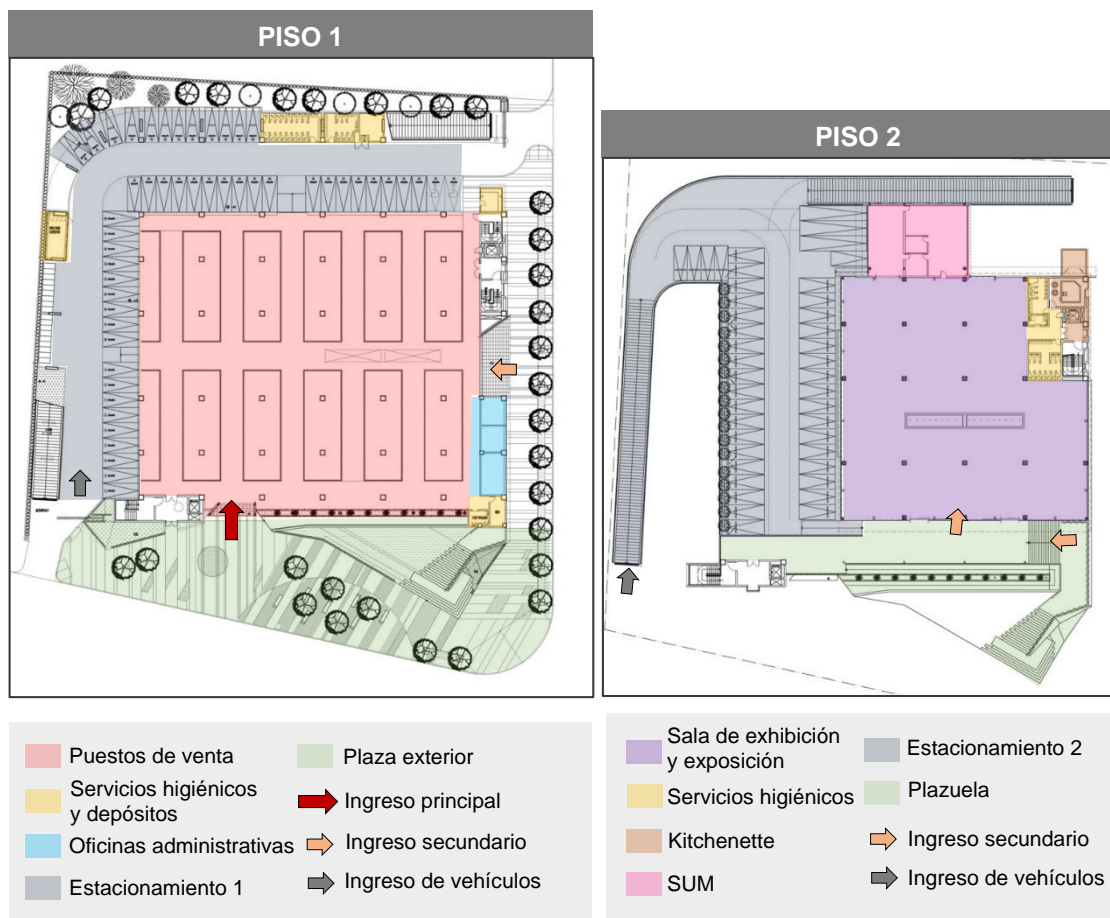 PISO 1
Puestos de venta
Servicios higiénicos
y depósitos
Oficinas administrativas
Estacionamiento 1
Plaza exterior
Ingreso principal
Ingreso secundario
Ingreso de vehículos
PISO 2
Sala de exhibición
y exposición
Servicios higiénicos
Kitchenette
SUM
Estacionamiento 2
Plazuela
Ingreso secundario
Ingreso de vehículos